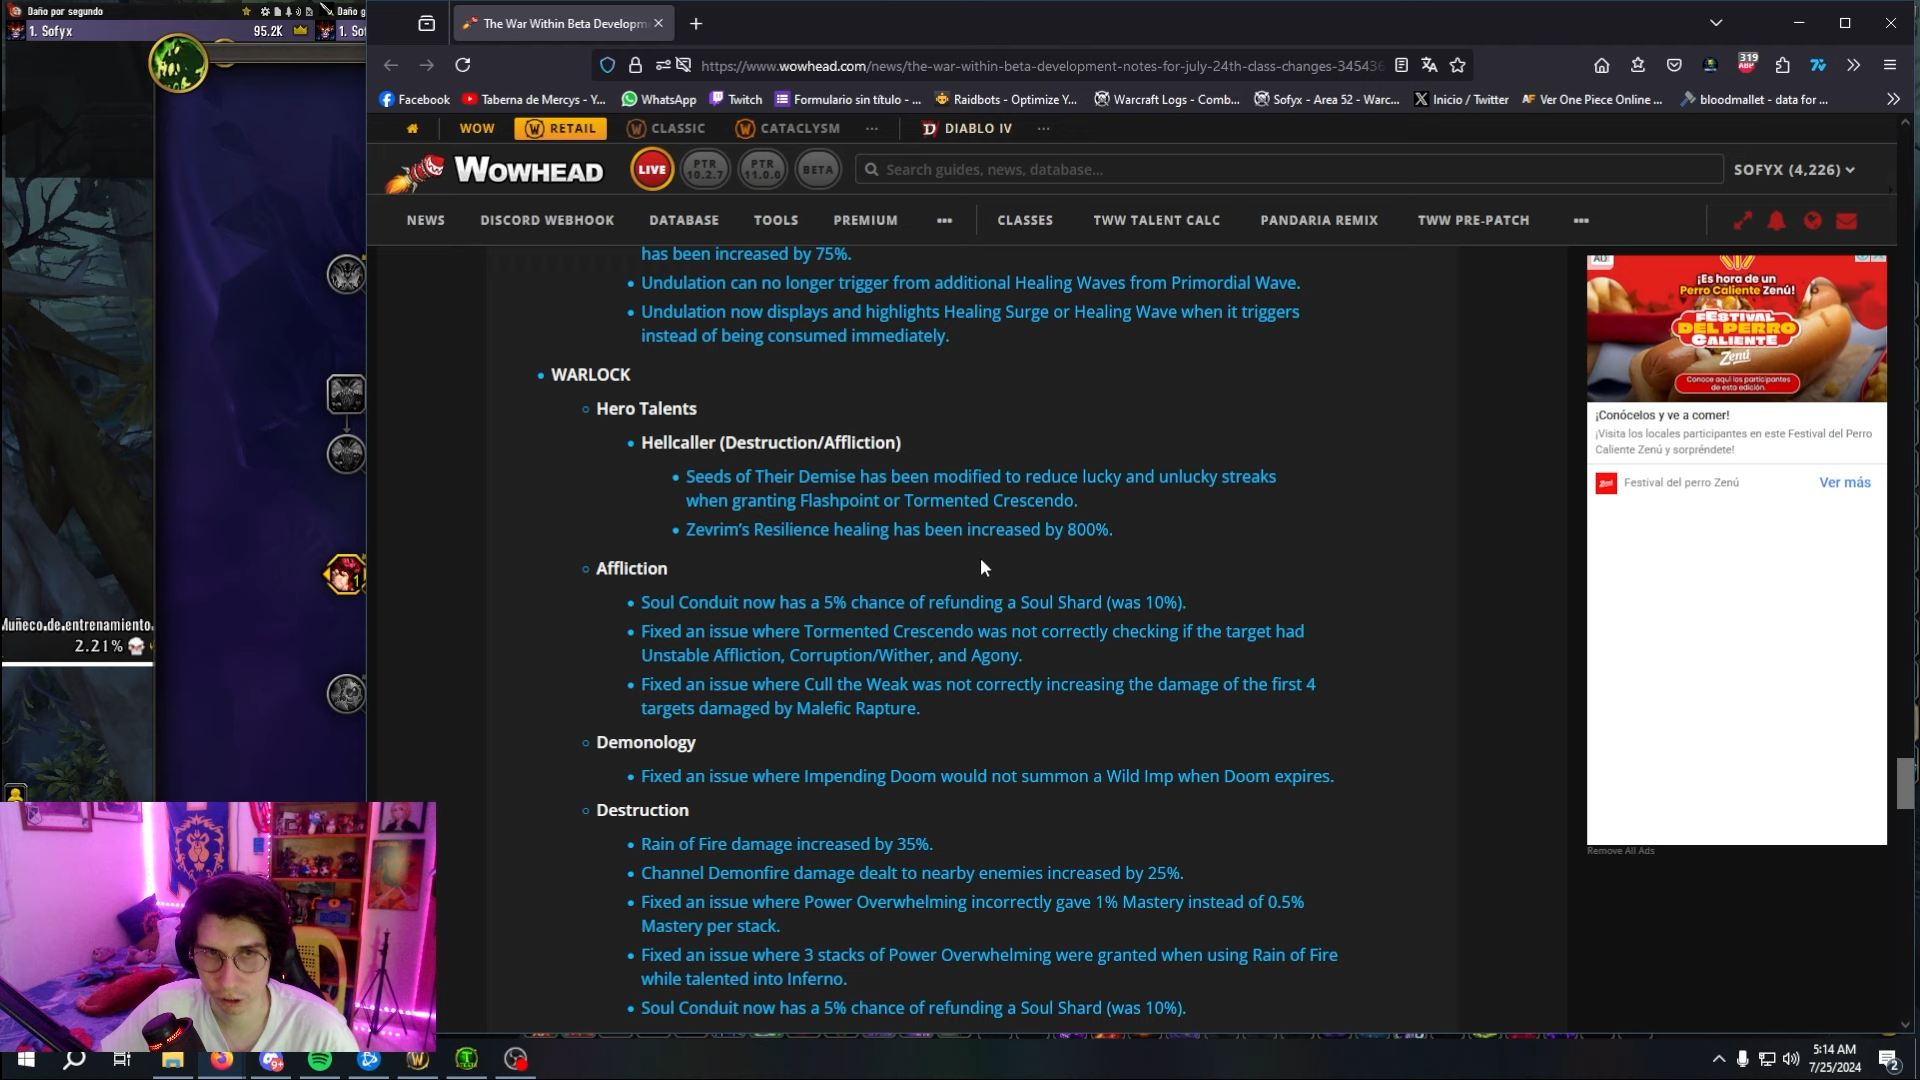 Daño por segundo
Daño g
1. Sofyx
95.2K
1. So
The War Within Beta Developm
https://www.wowhead.com/news/the-war-within-beta-development-notes-for-july-24th-class-changes-345436
319
ABP
Facebook
Taberna de Mercys - Y...
WhatsApp
Twitch
Formulario sin título - ...
Raidbots - Optimize Y...
Warcraft Logs - Comb...
Sofyx - Area 52 - Warc...
Inicio / Twitter
Ver One Piece Online ...
bloodmallet - data for ...
WOW
RETAIL
CLASSIC
CATACLYSM
DIABLO IV
WOWHEAD
LIVE
PTR
10.2.7
PTR
11.0.0
BETA
Search guides, news, database...
SOFYX (4,226)
NEWS
DISCORD WEBHOOK
DATABASE
TOOLS
PREMIUM
CLASSES
TWW TALENT CALC
PANDARIA REMIX
TWW PRE-PATCH
has been increased by 75%.
• Undulation can no longer trigger from additional Healing Waves from Primordial Wave.
• Undulation now displays and highlights Healing Surge or Healing Wave when it triggers
instead of being consumed immediately.
• WARLOCK
○ Hero Talents
• Hellcaller (Destruction/Affliction)
• Seeds of Their Demise has been modified to reduce lucky and unlucky streaks
when granting Flashpoint or Tormented Crescendo.
• Zevrim's Resilience healing has been increased by 800%.
○ Affliction
• Soul Conduit now has a 5% chance of refunding a Soul Shard (was 10%).
• Fixed an issue where Tormented Crescendo was not correctly checking if the target had
Unstable Affliction, Corruption/Wither, and Agony.
• Fixed an issue where Cull the Weak was not correctly increasing the damage of the first 4
targets damaged by Malefic Rapture.
○ Demonology
• Fixed an issue where Impending Doom would not summon a Wild Imp when Doom expires.
○ Destruction
• Rain of Fire damage increased by 35%.
• Channel Demonfire damage dealt to nearby enemies increased by 25%.
• Fixed an issue where Power Overwhelming incorrectly gave 1% Mastery instead of 0.5%
Mastery per stack.
• Fixed an issue where 3 stacks of Power Overwhelming were granted when using Rain of Fire
while talented into Inferno.
• Soul Conduit now has a 5% chance of refunding a Soul Shard (was 10%).
AD
¡Es hora de un
Perro Caliente Zenú!
FESTIVAL
DEL PERRO
CALIENTE
Zenú
Conoce aquí los participantes
de esta edición.
¡Conócelos y ve a comer!
¡Visita los locales participantes en este Festival del Perro
Caliente Zenú y sorpréndete!
Festival del perro Zenú
Ver más
Remove All Ads
Muñeco.de.entrenamiento.
2.21%
1
9+
5:14 AM
7/25/2024
2